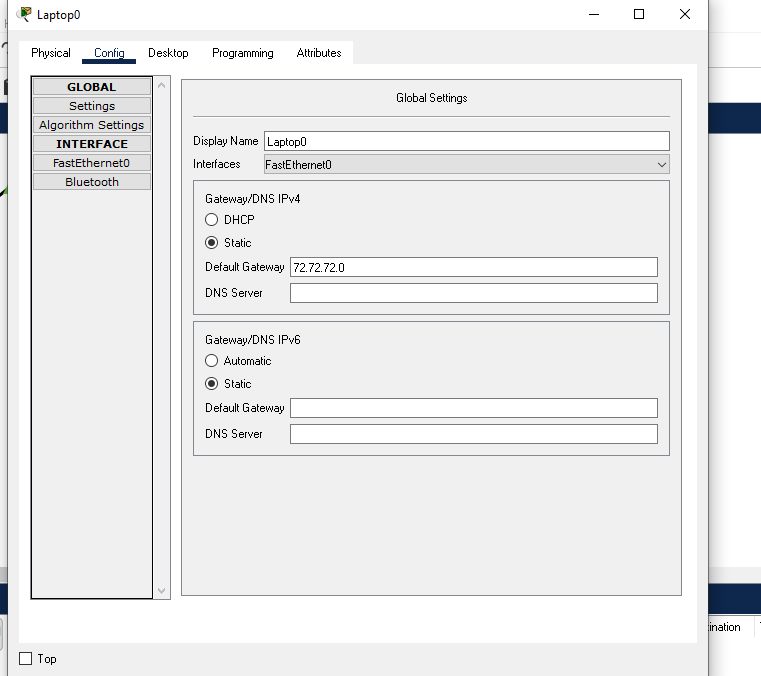 Laptop0
Physical Config Desktop Programming Attributes
GLOBAL
Settings
Algorithm Settings
INTERFACE
FastEthernet0
Bluetooth
Global Settings
Display Name Laptop0
Interfaces FastEthernet0
Gateway/DNS IPv4
DHCP
Static
Default Gateway 72.72.72.0
DNS Server
Gateway/DNS IPv6
Automatic
Static
Default Gateway
DNS Server
Top